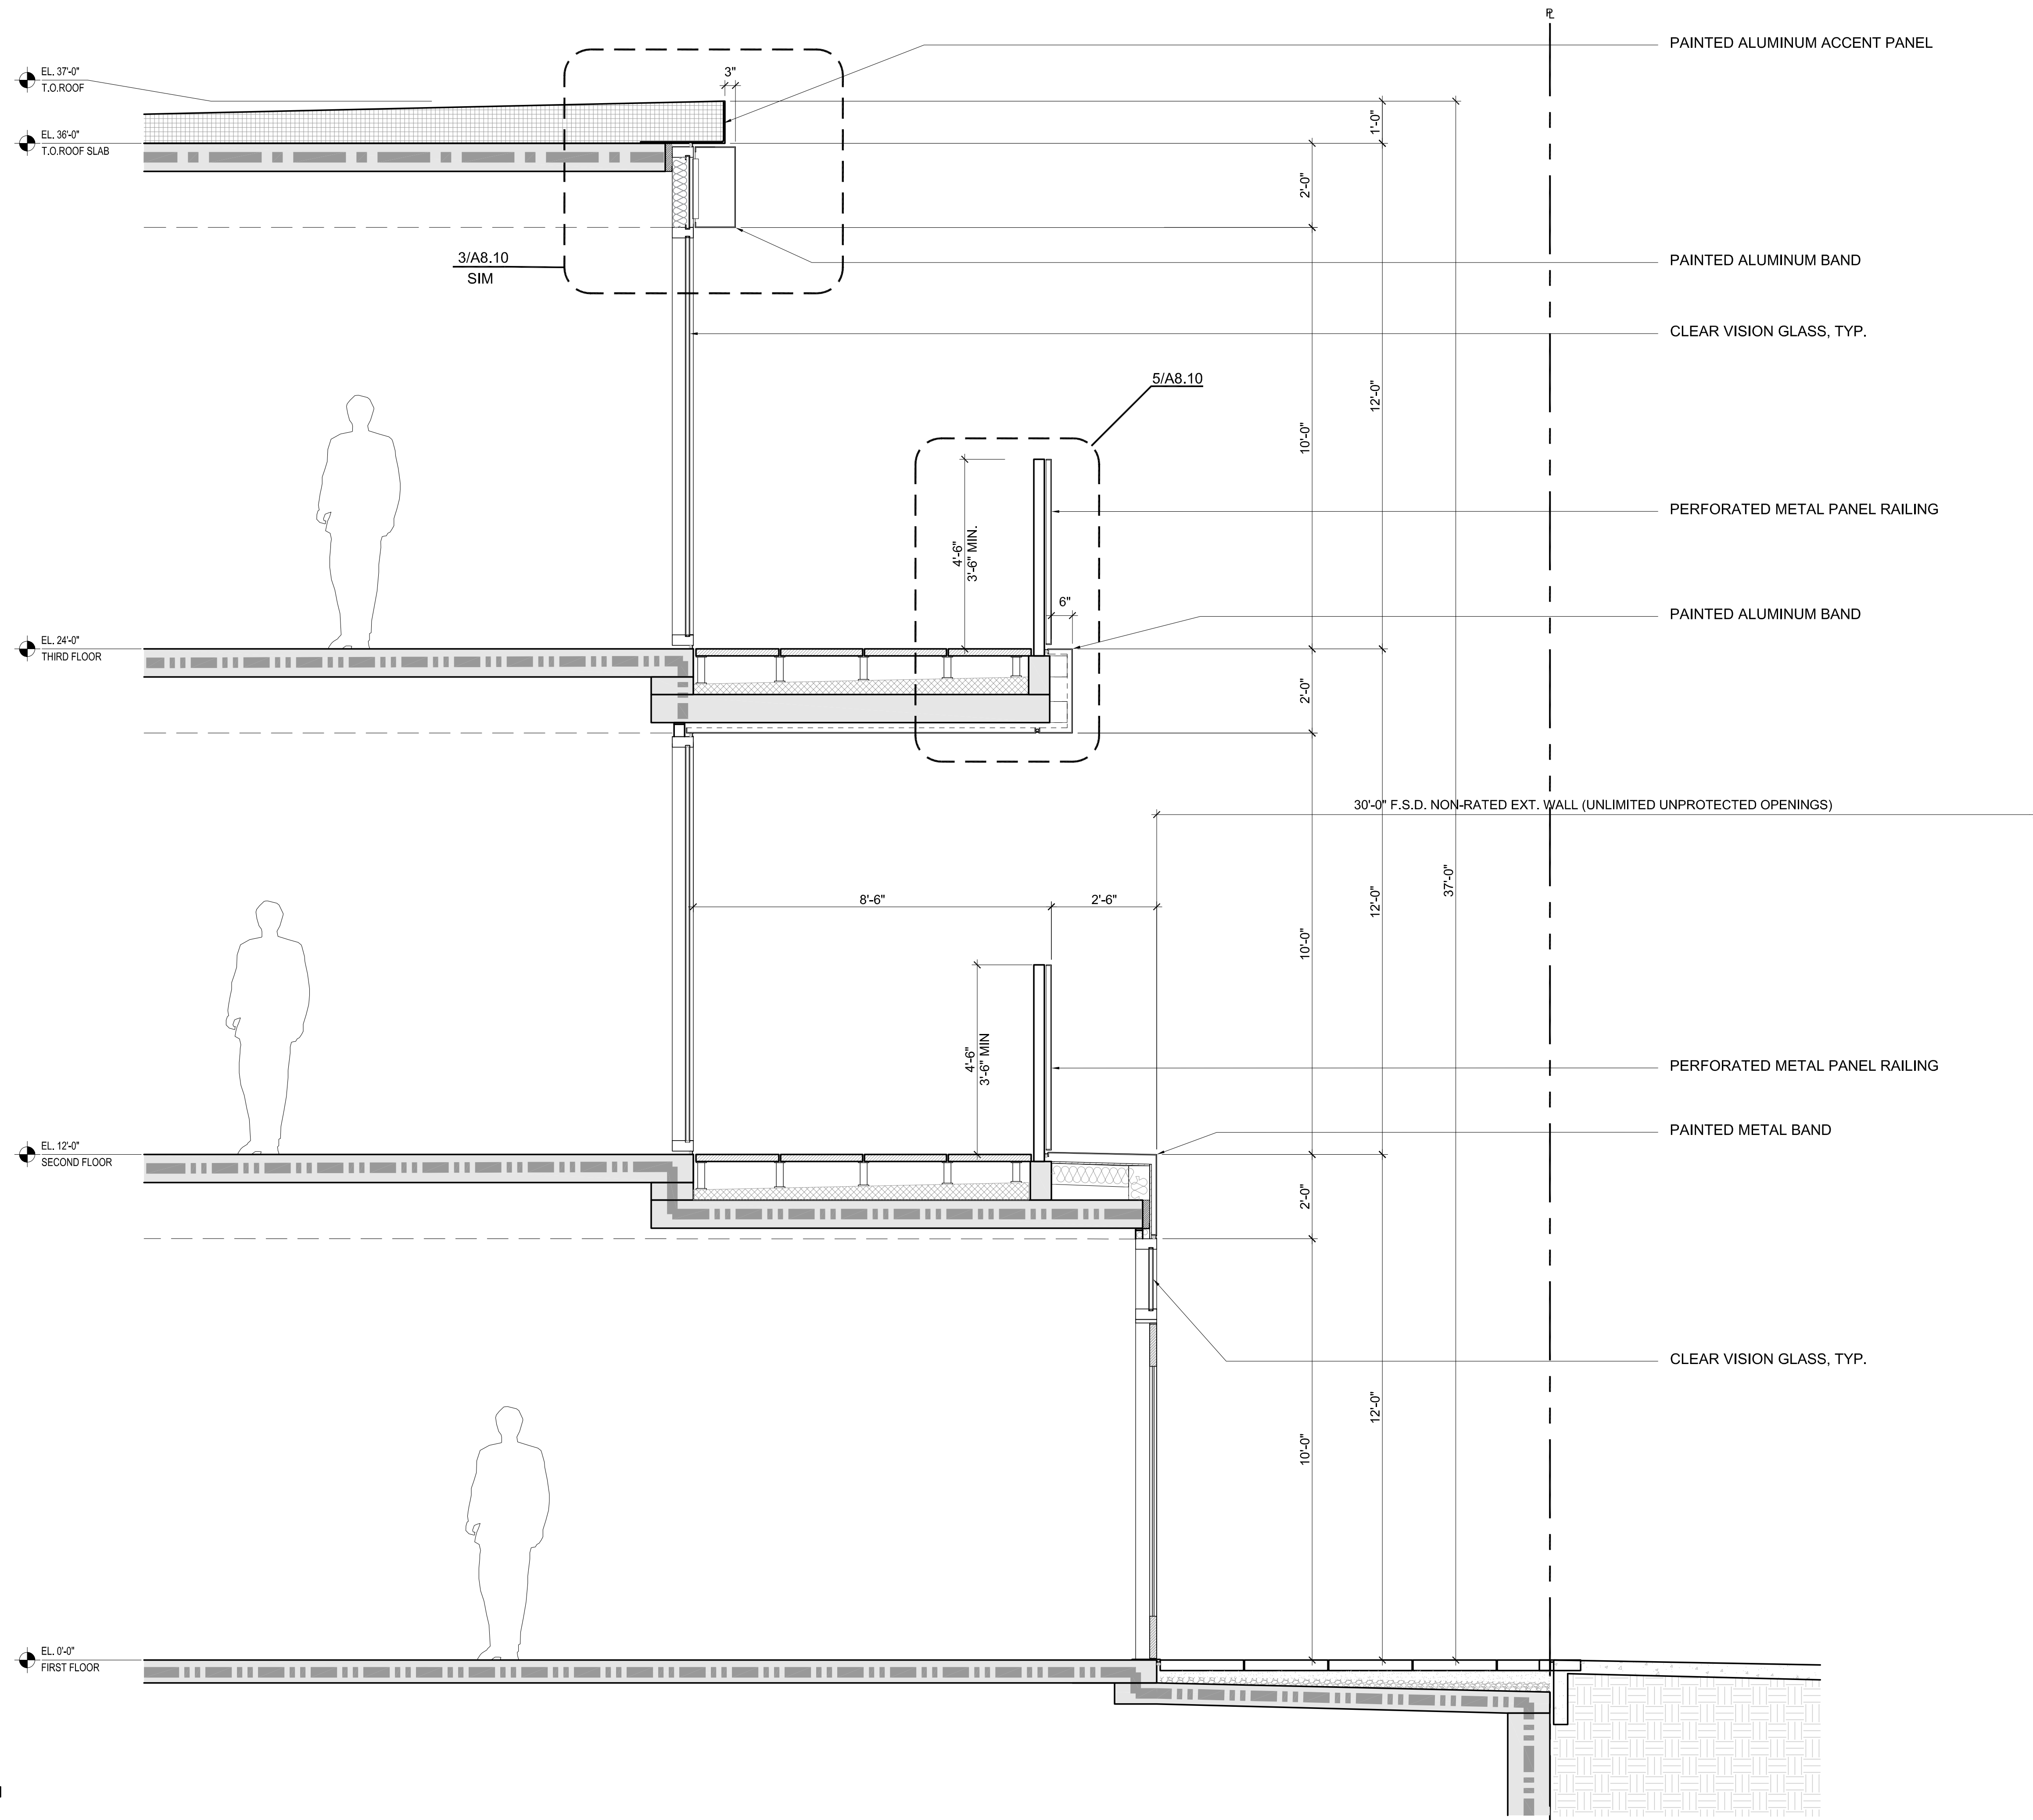 PL
PAINTED ALUMINUM ACCENT PANEL
EL. 37'-0"
T.O.ROOF
3"
1'-0"
EL. 36'-0"
T.O.ROOF SLAB
2'-0"
3/A8.10
SIM
PAINTED ALUMINUM BAND
CLEAR VISION GLASS, TYP.
5/A8.10
12'-0"
10'-0"
4'-6"
3'-6" MIN.
PERFORATED METAL PANEL RAILING
6"
PAINTED ALUMINUM BAND
EL. 24'-0"
THIRD FLOOR
2'-0"
30'-0" F.S.D. NON-RATED EXT. WALL (UNLIMITED UNPROTECTED OPENINGS)
37'-0"
8'-6"
2'-6"
12'-0"
10'-0"
4'-6"
3'-6" MIN
PERFORATED METAL PANEL RAILING
PAINTED METAL BAND
EL. 12'-0"
SECOND FLOOR
2'-0"
CLEAR VISION GLASS, TYP.
12'-0"
10'-0"
EL. 0'-0"
FIRST FLOOR